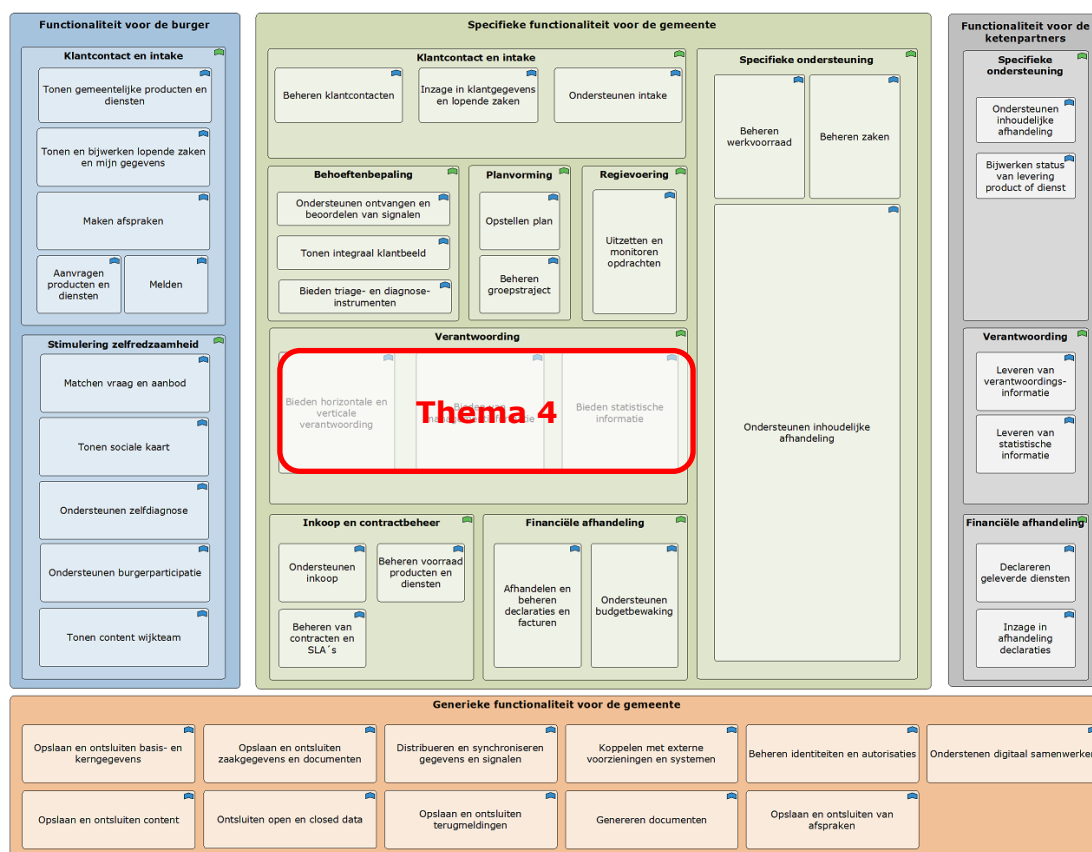 Functionaliteit voor de burger
Klantcontact en intake
Tonen gemeentelijke producten en
diensten
Tonen en bijwerken lopende zaken
en mijn gegevens
Maken afspraken
Aanvragen
producten en
diensten
Melden
Stimulering zelfredzaamheid
Matchen vraag en aanbod
Tonen sociale kaart
Ondersteunen zelfdiagnose
Ondersteunen burgerparticipatie
Tonen content wijkteam
Specifieke functionaliteit voor de gemeente
Klantcontact en intake
Beheren klantcontacten
Inzage in klantgegevens
en lopende zaken
Ondersteunen intake
Behoeftenbepaling
Ondersteunen ontvangen en
beoordelen van signalen
Tonen integraal klantbeeld
Bieden triage- en diagnose-
instrumenten
Planvorming
Opstellen plan
Beheren
groepstraject
Regievoering
Uitzetten en
monitoren
opdrachten
Verantwoording
Bieden horizontale en
verticale
verantwoording
Thema 4
Bieden statistische
informatie
Inkoop en contractbeheer
Ondersteunen
inkoop
Beheren voorraad
producten en
diensten
Beheren van
contracten en
SLA´s
Financiële afhandeling
Afhandelen en
beheren
declaraties en
facturen
Ondersteunen
budgetbewaking
Specifieke ondersteuning
Beheren
werkvoorraad
Beheren zaken
Ondersteunen inhoudelijke
afhandeling
Functionaliteit voor de
ketenpartners
Specifieke
ondersteuning
Ondersteunen
inhoudelijke
afhandeling
Bijwerken status
van levering
product of dienst
Verantwoording
Leveren van
verantwoordings-
informatie
Leveren van
statistische
informatie
Financiële afhandeling
Declareren
geleverde diensten
Inzage in
afhandeling
declaraties
Generieke functionaliteit voor de gemeente
Opslaan en ontsluiten basis- en
kerngegevens
Opslaan en ontsluiten
zaakgegevens en documenten
Distribueren en synchroniseren
gegevens en signalen
Koppelen met externe
voorzieningen en systemen
Beheren identiteiten en autorisaties
Onderstenen digitaal samenwerken
Opslaan en ontsluiten content
Ontsluiten open en closed data
Opslaan en ontsluiten
terugmeldingen
Genereren documenten
Opslaan en ontsluiten van
afspraken